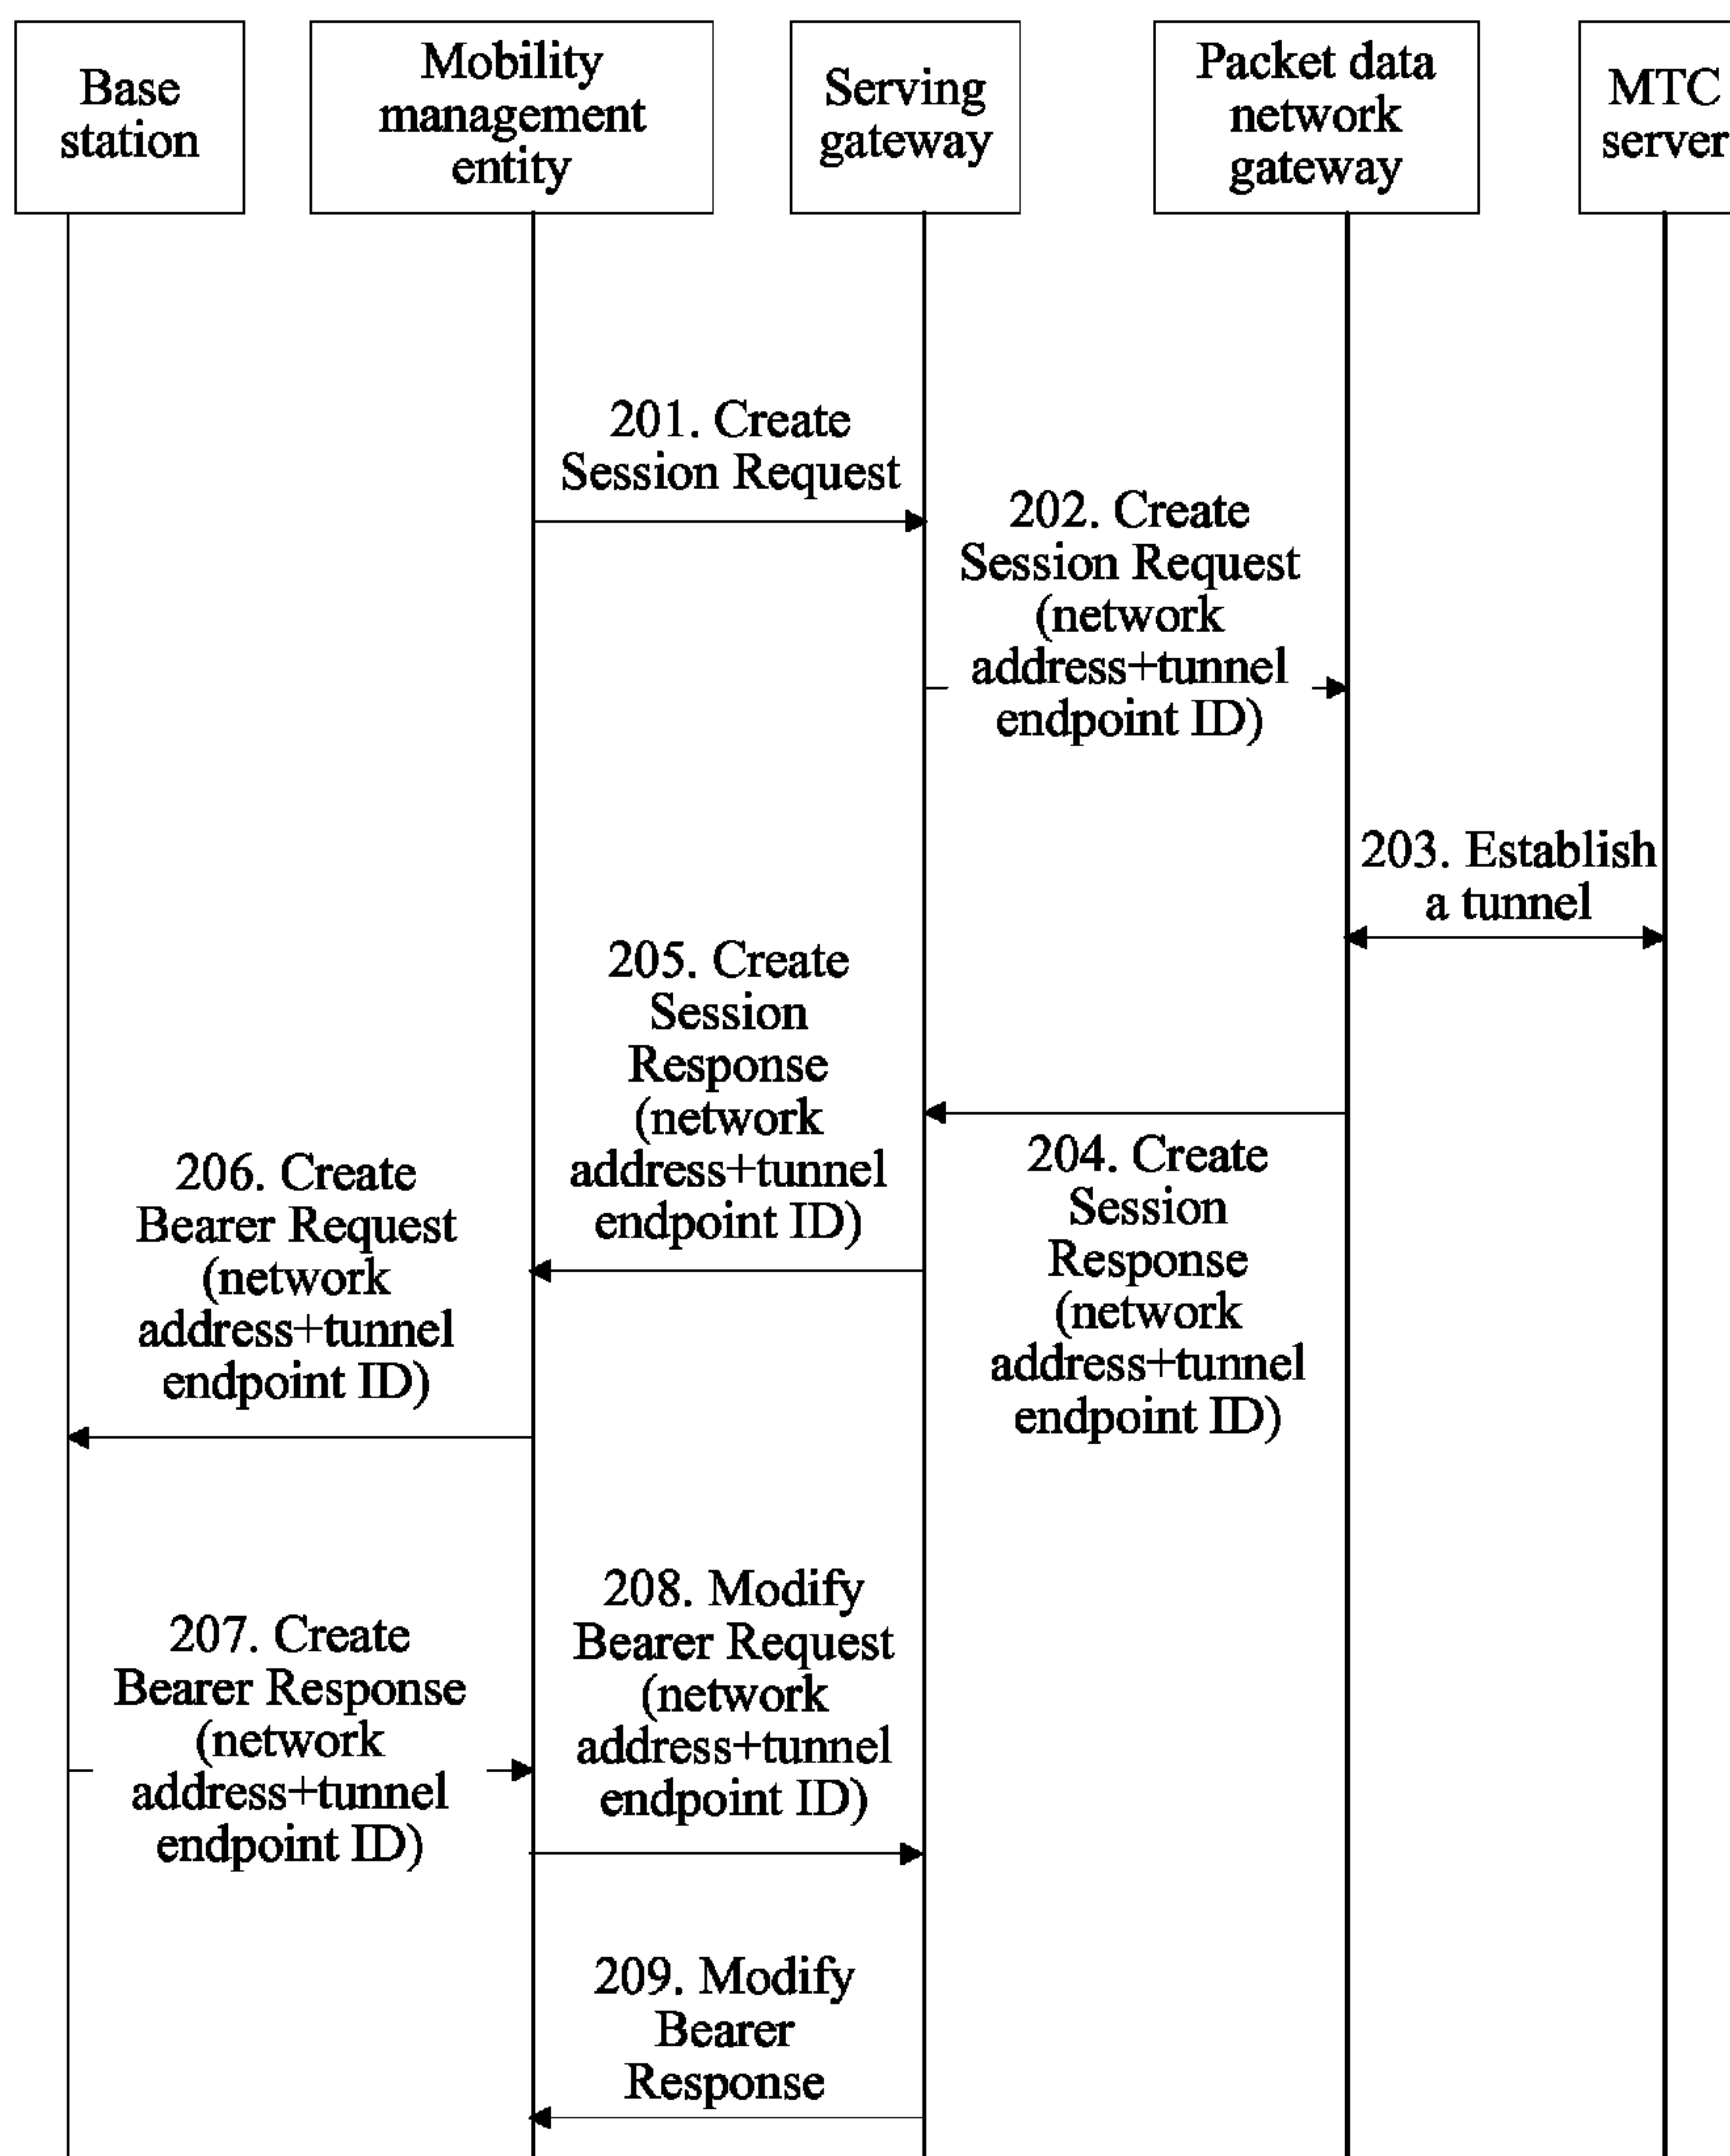 Base
station
Mobility
management
entity
Serving
gateway
Packet data
network
gateway
MTC
server
201. Create
Session Request
202. Create
Session Request
(network
address+tunnel
endpoint ID)
203. Establish
a tunnel
204. Create
Session
Response
(network
address+tunnel
endpoint ID)
205. Create
Session
Response
(network
address+tunnel
endpoint ID)
206. Create
Bearer Request
(network
address+tunnel
endpoint ID)
207. Create
Bearer Response
(network
address+tunnel
endpoint ID)
208. Modify
Bearer Request
(network
address+tunnel
endpoint ID)
209. Modify
Bearer
Response